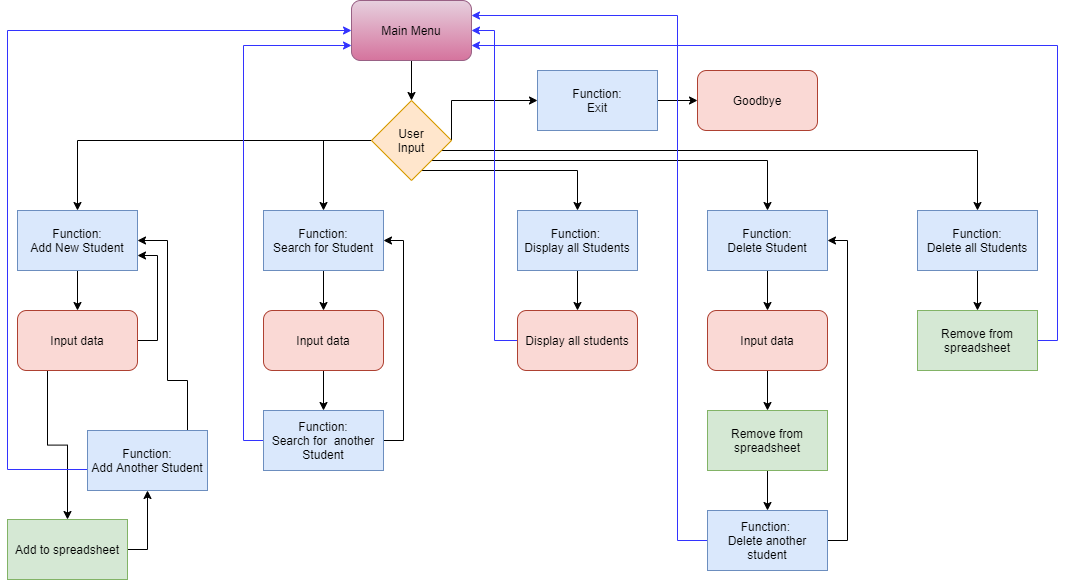 Main Menu
Function:
Exit
Goodbye
User
Input
Function:
Add New Student
Function:
Search for Student
Function:
Display all Students
Function:
Delete Student
Function:
Delete all Students
Input data
Input data
Display all students
Input data
Remove from
spreadsheet
Function:
Add Another Student
Function:
Search for another
Student
Remove from
spreadsheet
Add to spreadsheet
Function:
Delete another
student